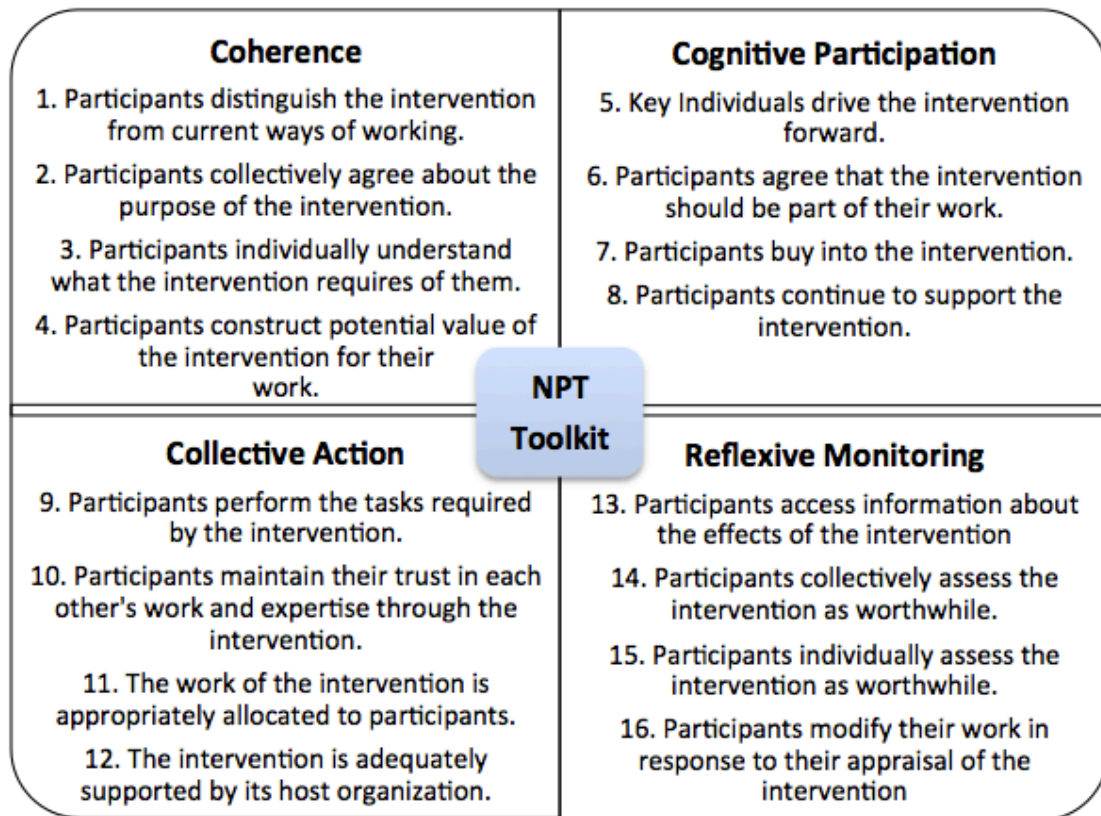 Coherence
1. Participants distinguish the intervention
from current ways of working.
2. Participants collectively agree about the
purpose of the intervention.
3. Participants individually understand
what the intervention requires of them.
4. Participants construct potential value of
the intervention for their
work.
Cognitive Participation
5. Key Individuals drive the intervention
forward.
6. Participants agree that the intervention
should be part of their work.
7. Participants buy into the intervention.
8. Participants continue to support the
intervention.
NPT
Toolkit
Collective Action
9. Participants perform the tasks required
by the intervention.
10. Participants maintain their trust in each
other's work and expertise through the
intervention.
11. The work of the intervention is
appropriately allocated to participants.
12. The intervention is adequately
supported by its host organization.
Reflexive Monitoring
13. Participants access information about
the effects of the intervention
14. Participants collectively assess the
intervention as worthwhile.
15. Participants individually assess the
intervention as worthwhile.
16. Participants modify their work in
response to their appraisal of the
intervention